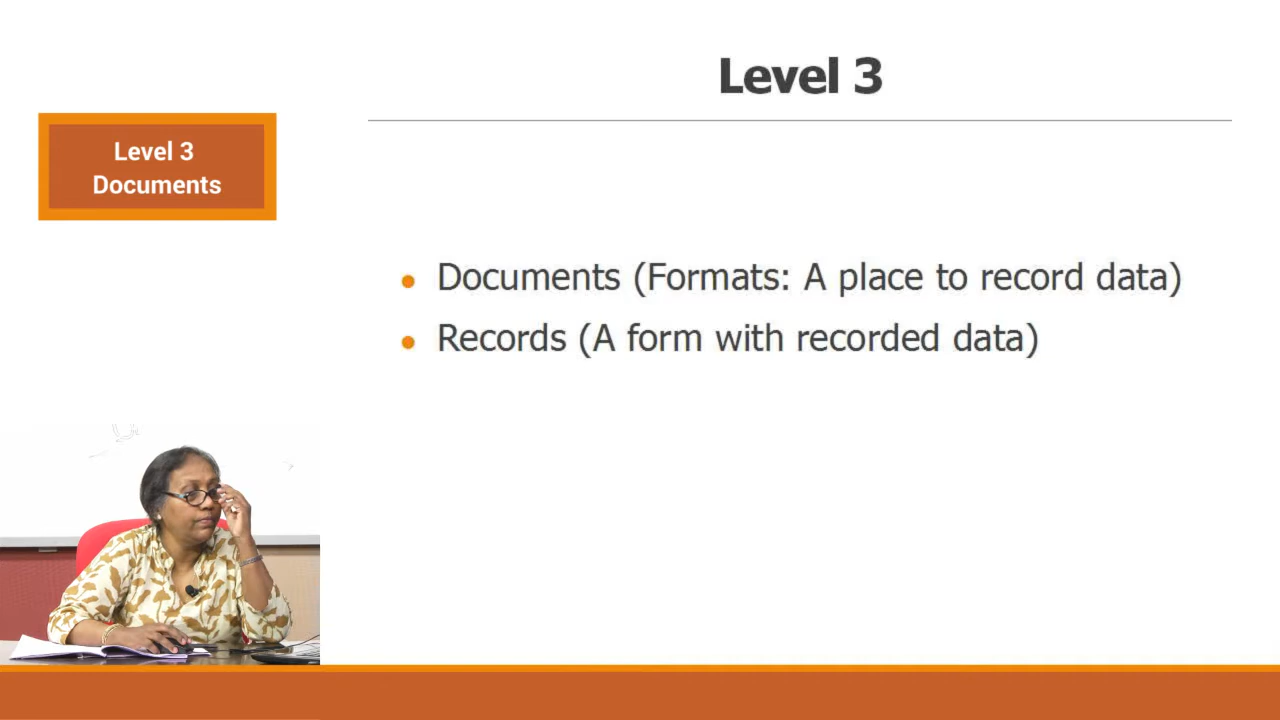 Level 3
Level 3
Documents
Documents (Formats: A place to record data)
Records (A form with recorded data)